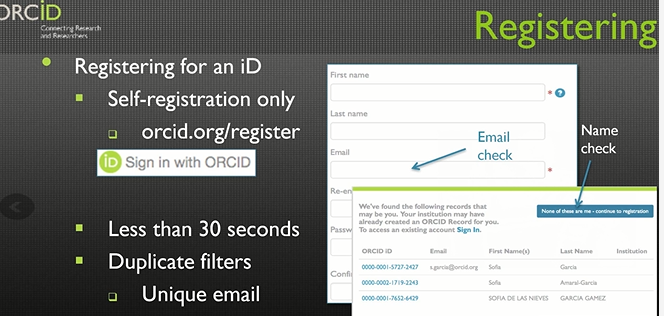 ORCID
Connecting Research
and Researchers
Registering
Registering for an iD
Self-registration only
orcid.org/register
iD Sign in with ORCID
Less than 30 seconds
Duplicate filters
Unique email
First name
* ?
Last name
Email
*
Email
check
Name
check
Re-en
Passw
Confir
We've found the following records that
may be you. Your institution may have
already created an ORCID Record for you.
To access an existing account Sign In.
None of these are me - continue to registration
ORCID iD Email First Name(s) Last Name Institution
0000-0001-5727-2427 s.garcia@orcid.org Sofia Garcia
0000-0002-1719-2243 Sofia Amaral-Garcia
0000-0001-7652-6429 SOFIA DE LAS NIEVES GARCIA GAMEZ